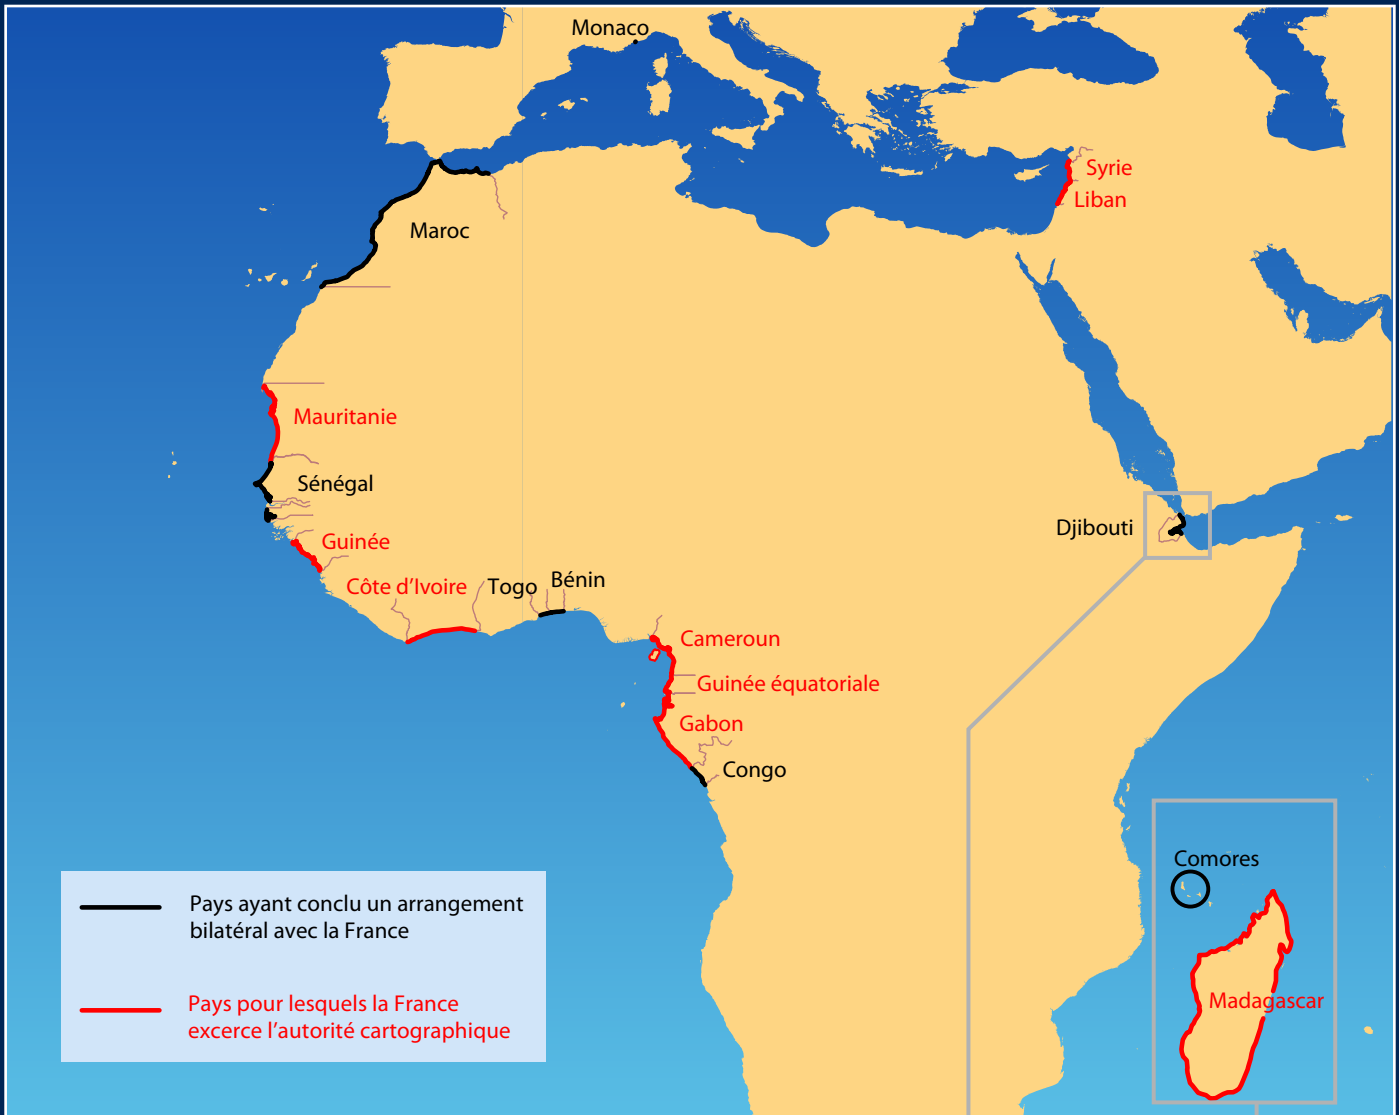 Monaco
Syrie
Liban
Maroc
Mauritanie
Sénégal
Djibouti
Guinée
Côte d'Ivoire
Togo
Bénin
Cameroun
Guinée équatoriale
Gabon
Congo
Comores
Madagascar
Pays ayant conclu un arrangement
bilatéral avec la France
Pays pour lesquels la France
excerce l'autorité cartographique